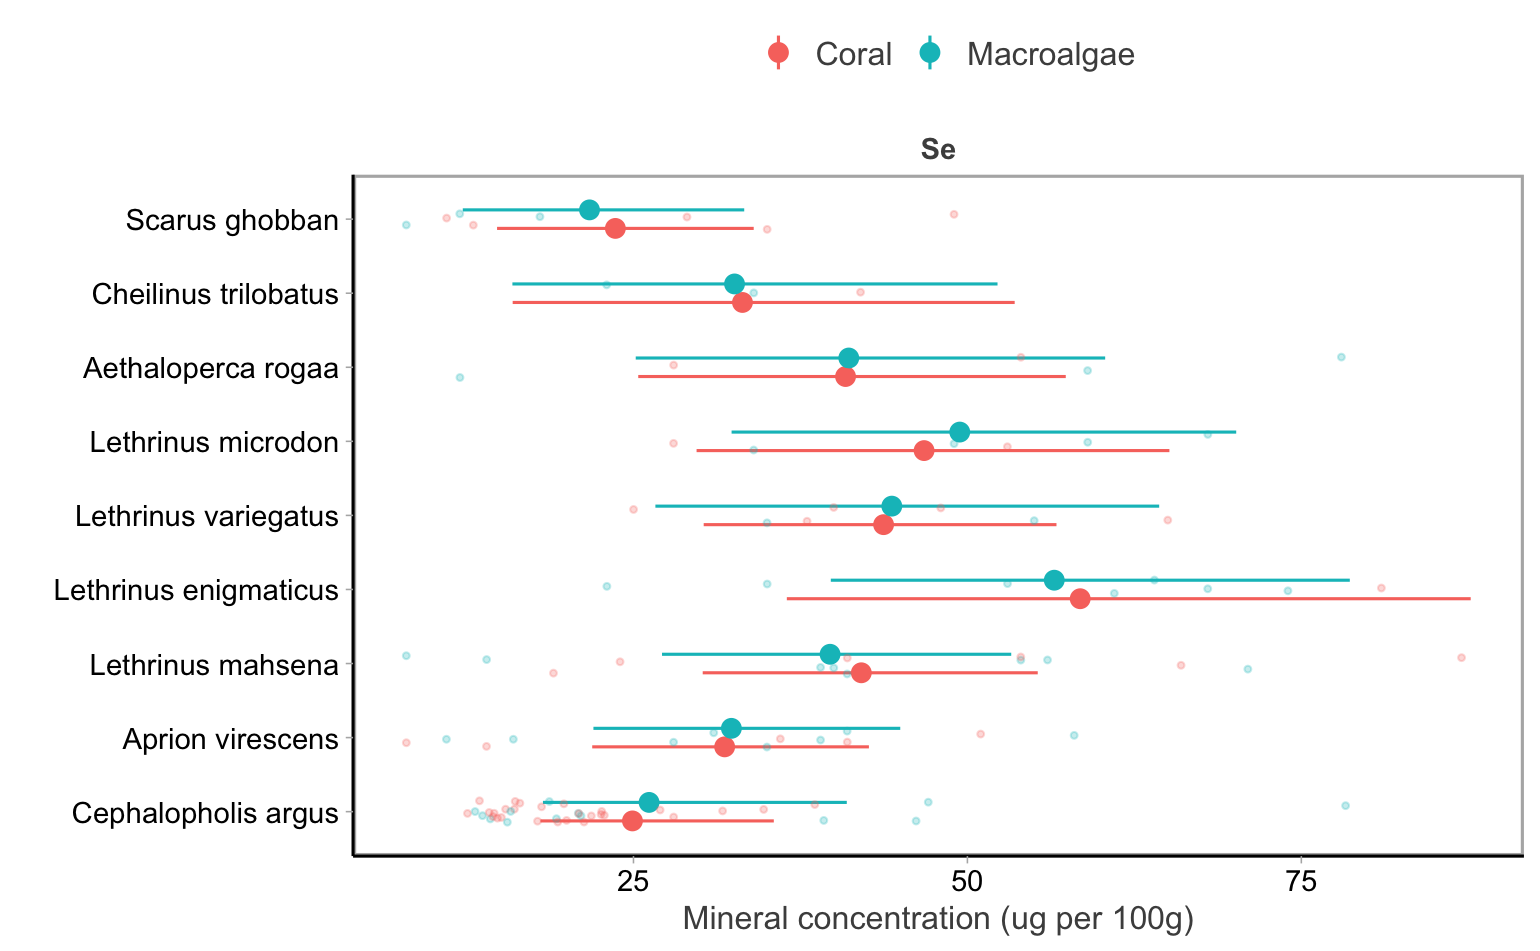 Coral Macroalgae
Se
Scarus ghobban
Cheilinus trilobatus
Aethaloperca rogaa
Lethrinus microdon
Lethrinus variegatus
Lethrinus enigmaticus
Lethrinus mahsena
Aprion virescens
Cephalopholis argus
25 50 75
Mineral concentration (ug per 100g)